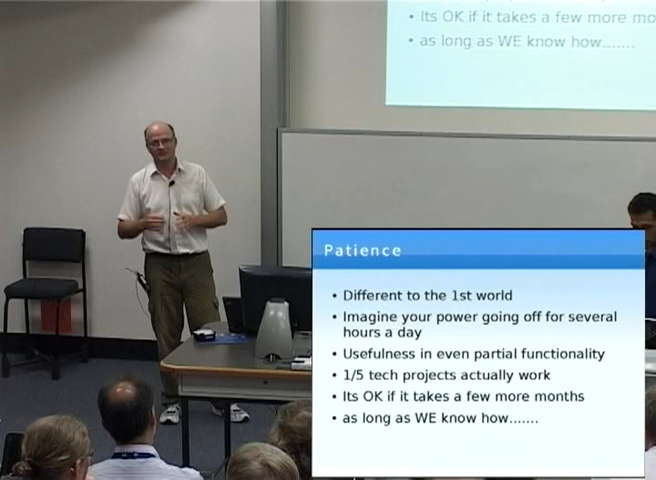 • Its OK if it takes a few more mo
• as long as WE know how.......
Patience
• Different to the 1st world
• Imagine your power going off for several
hours a day
• Usefulness in even partial functionality
• 1/5 tech projects actually work
• Its OK if it takes a few more months
• as long as WE know how.......